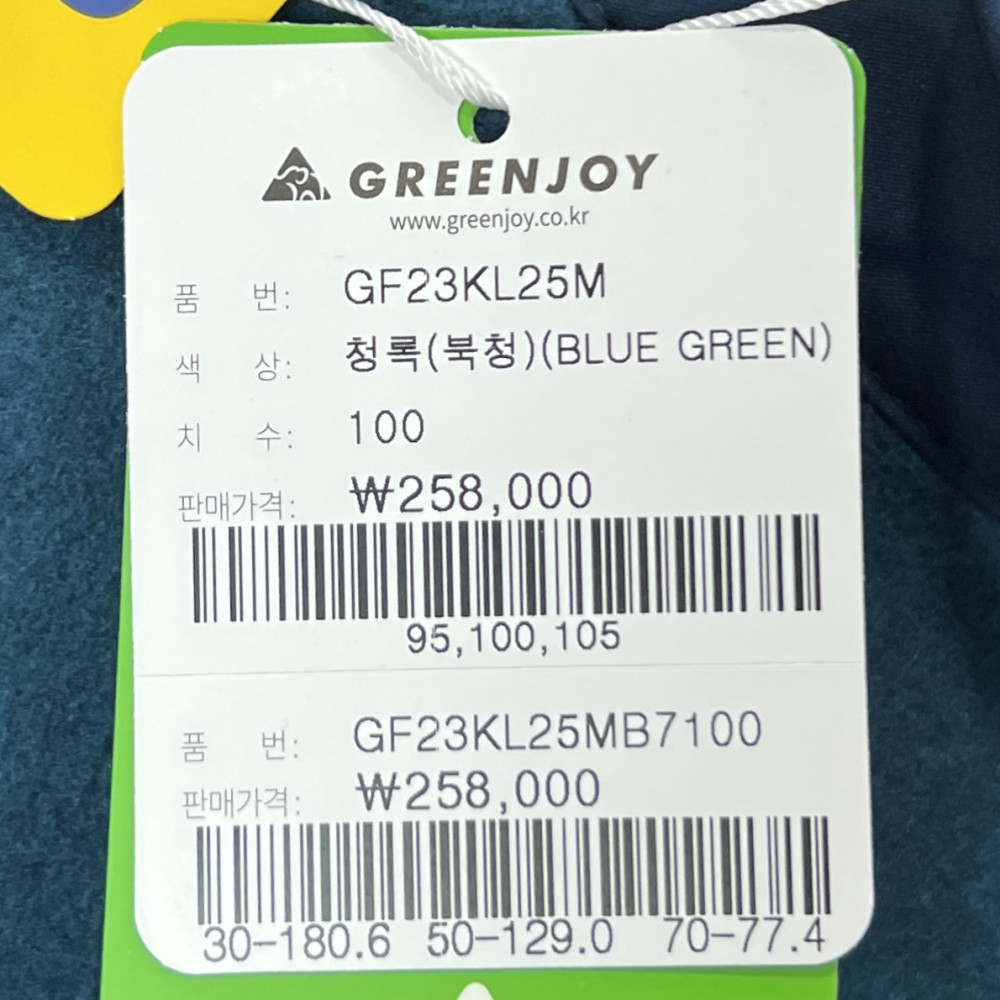 GREENJOY
www.greenjoy.co.kr
품 번: GF23KL25M
색 상: 청록(북청)(BLUE GREEN)
치 수: 100
판매가격: ₩258,000
95,100,105
품 번: GF23KL25MB7100
판매가격: ₩258,000
30-180.6 50-129.0 70-77.4